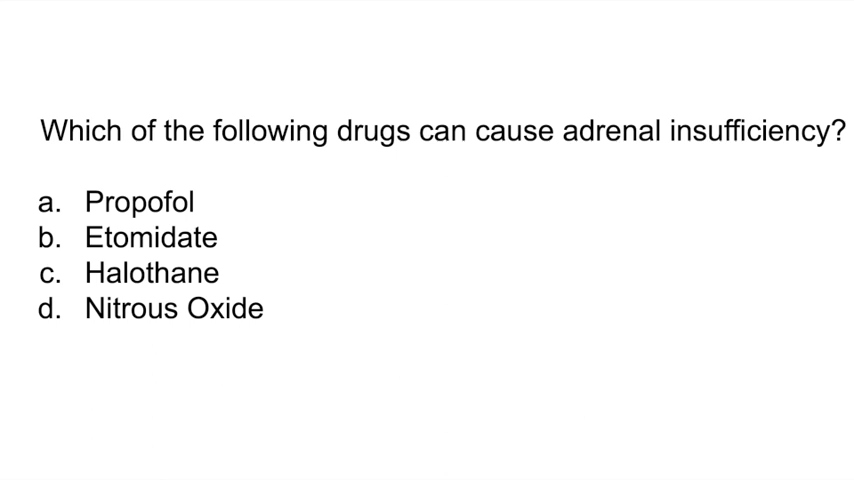 Which of the following drugs can cause adrenal insufficiency?
a. Propofol
b. Etomidate
c. Halothane
d. Nitrous Oxide